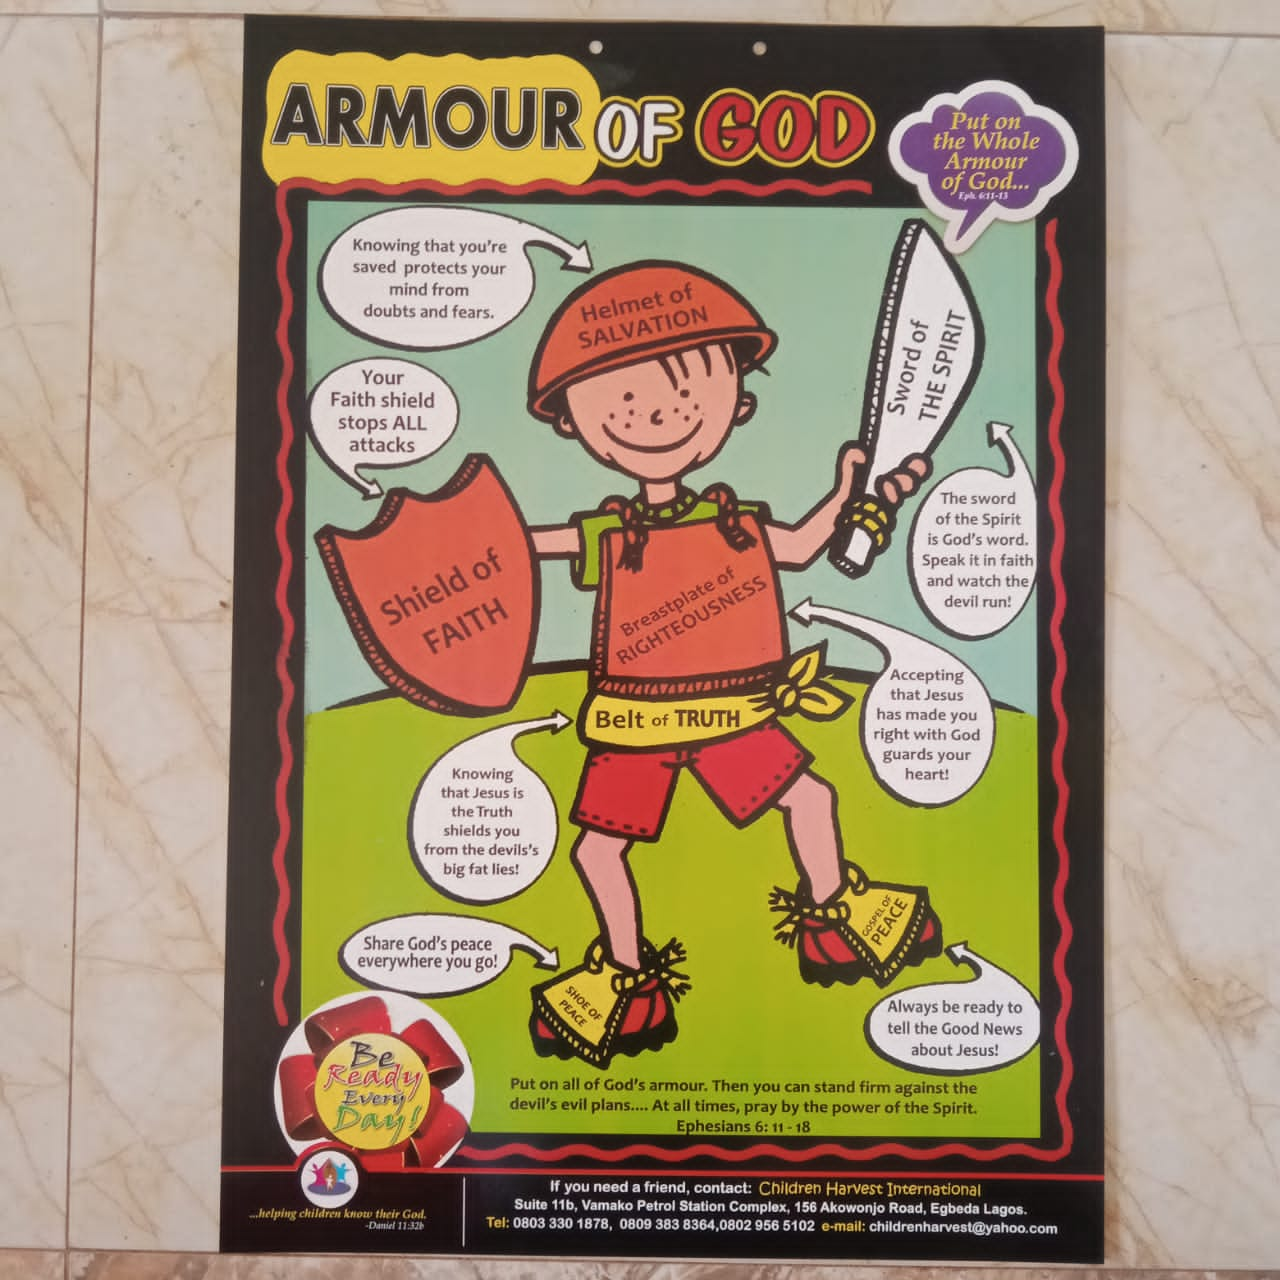 ARMOUR OF GOD
Put on
the Whole
Armour
of God...
Eph. 6:11-13
Knowing that you're
saved protects your
mind from
doubts and fears.
Helmet of
SALVATION
Sword of
THE SPIRIT
Your
Faith shield
stops ALL
attacks
The sword
of the Spirit
is God's word.
Speak it in faith
and watch the
devil run!
Shield of
FAITH
Breastplate of
RIGHTEOUSNESS
Accepting
that Jesus
has made you
right with God
guards your
heart!
Belt of TRUTH
Knowing
that Jesus is
the Truth
shields you
from the devils's
big fat lies!
Share God's peace
everywhere you go!
SHOE OF
PEACE
GOSPEL OF
PEACE
Always be ready to
tell the Good News
about Jesus!
Be
Ready
Every
Day!
Put on all of God's armour. Then you can stand firm against the
devil's evil plans.... At all times, pray by the power of the Spirit.
Ephesians 6: 11 - 18
...helping children know their God.
-Daniel 11:32b
If you need a friend, contact: Children Harvest International
Suite 11b, Vamako Petrol Station Complex, 156 Akowonjo Road, Egbeda Lagos.
Tel: 0803 330 1878, 0809 383 8364,0802 956 5102 e-mail: childrenharvest@yahoo.com